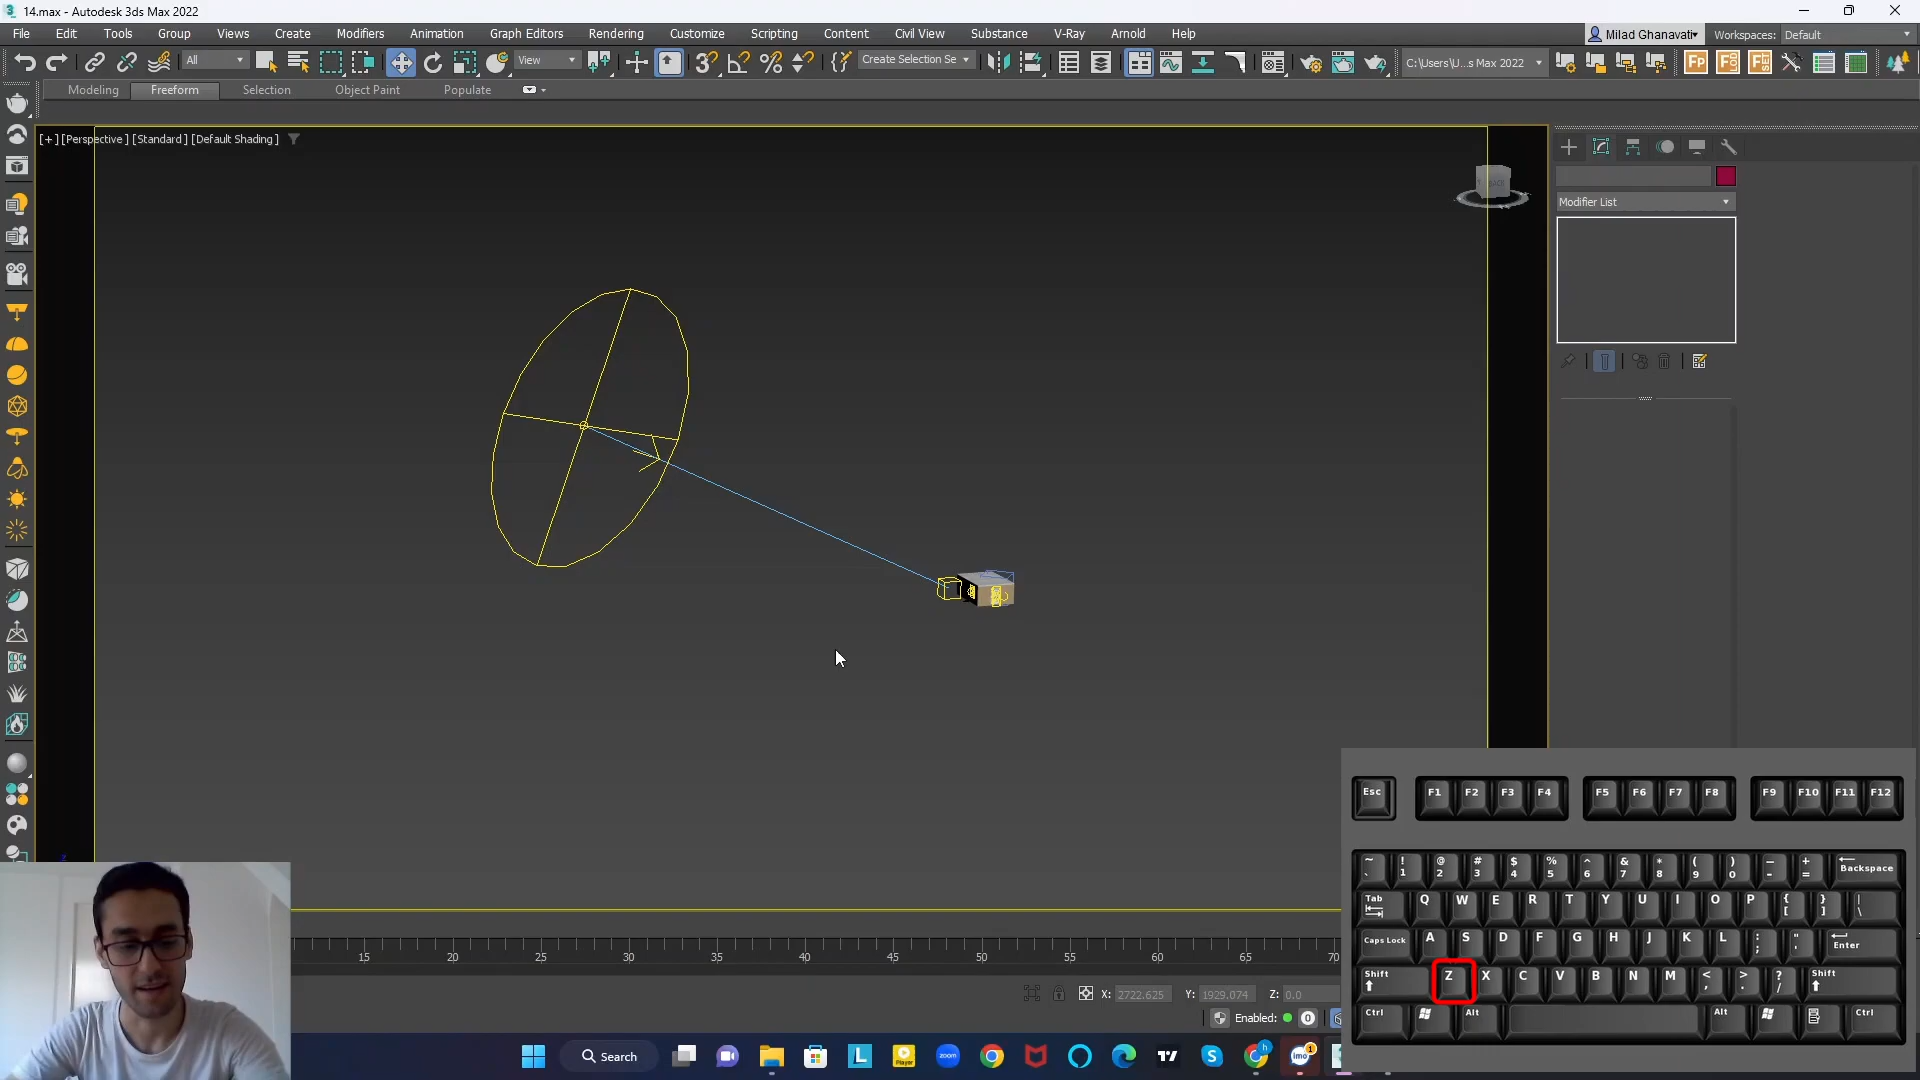 14.max - Autodesk 3ds Max 2022
File Edit Tools Group Views Create Modifiers Animation Graph Editors Rendering Customize Scripting Content Civil View Substance V-Ray Arnold Help
Milad Ghanavati Workspaces: Default
All View Create Selection Se C:\Users\U...s Max 2022
Modeling Freeform Selection Object Paint Populate
[+] [Perspective] [Standard] [Default Shading]
BACK
Modifier List
15 20 25 30 35 40 45 50 55 60 65 70
X: 2722.625 Y: 1929.074 Z: 0.0
Enabled: 0
Search
Esc F1 F2 F3 F4 F5 F6 F7 F8 F9 F10 F11 F12
~ ! @ # $ % ^ & * ( ) – + Backspace
` 1 2 3 4 5 6 7 8 9 0 - =
Tab Q W E R T Y U I O P { } |
[ ] \
Caps Lock A S D F G H J K L : " Enter
; '
Shift Z X C V B N M < > ? Shift
, . /
Ctrl Alt Alt Ctrl